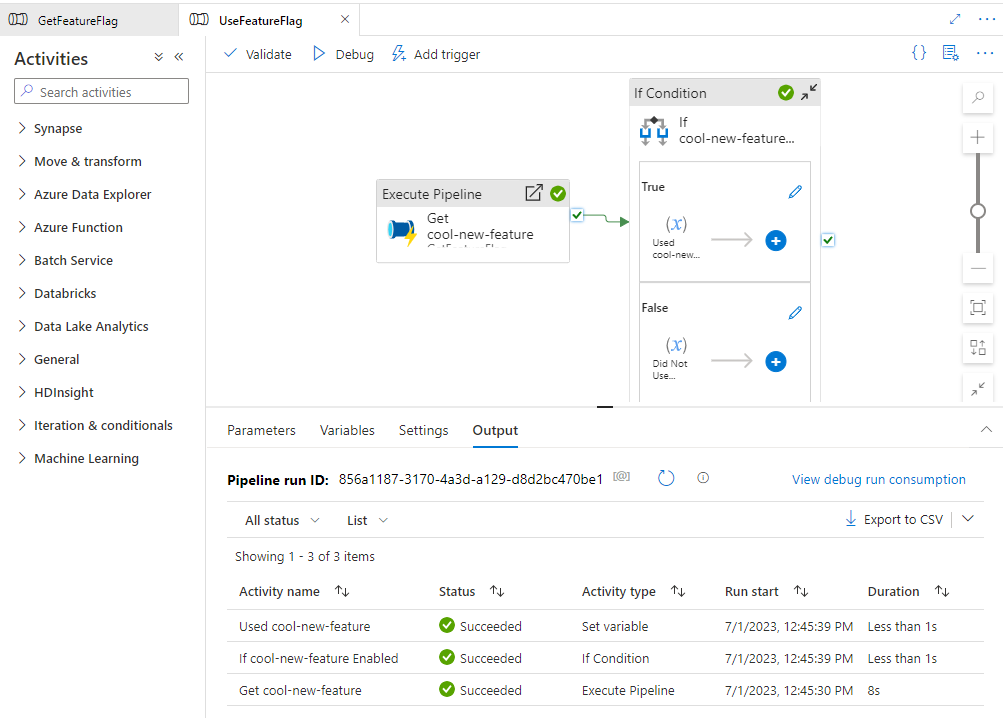 GetFeatureFlag
UseFeatureFlag
Activities
Validate
Debug
Add trigger
Search activities
Synapse
Move & transform
Azure Data Explorer
Azure Function
Batch Service
Databricks
Data Lake Analytics
General
HDInsight
Iteration & conditionals
Machine Learning
Execute Pipeline
Get
cool-new-feature
GetFeatureFlag
If Condition
If
cool-new-feature...
True
(x)
Used
cool-new...
False
(x)
Did Not
Use...
Parameters Variables Settings Output
Pipeline run ID: 856a1187-3170-4a3d-a129-d8d2bc470be1 [@]
View debug run consumption
All status List Export to CSV
Showing 1 - 3 of 3 items
Activity name Status Activity type Run start Duration
Used cool-new-feature Succeeded Set variable 7/1/2023, 12:45:39 PM Less than 1s
If cool-new-feature Enabled Succeeded If Condition 7/1/2023, 12:45:39 PM Less than 1s
Get cool-new-feature Succeeded Execute Pipeline 7/1/2023, 12:45:30 PM 8s